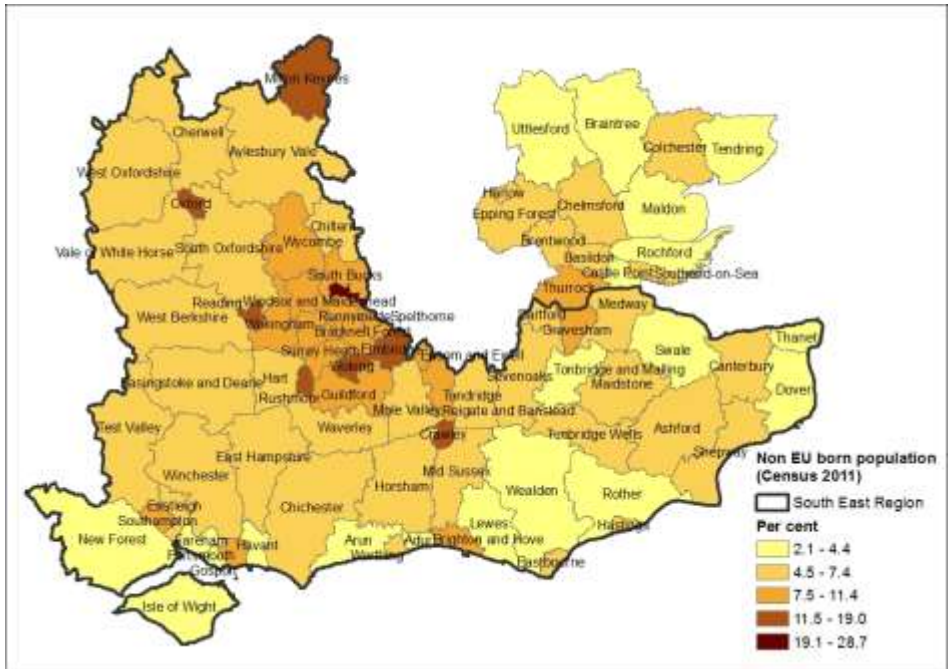 Milton Keynes
Cherwell
Aylesbury Vale
West Oxfordshire
Oxford
Uttlesford
Braintree
Colchester
Tendring
Harlow
Epping Forest
Chelmsford
Maldon
Brentwood
Basildon
Rochford
Castle Point
Southend-on-Sea
Thurrock
Chiltern
Wycombe
South Oxfordshire
Vale of White Horse
South Bucks
Reading
Windsor and Maidenhead
West Berkshire
Wokingham
Runnymede
Spelthorne
Bracknell Forest
Dartford
Medway
Gravesham
Surrey Heath
Elmbridge
Epsom and Ewell
Woking
Swale
Thanet
Basingstoke and Deane
Hart
Rushmoor
Guildford
Sevenoaks
Tonbridge and Malling
Maidstone
Canterbury
Dover
Mole Valley
Tandridge
Reigate and Banstead
Test Valley
Waverley
Crawley
Tunbridge Wells
Ashford
Shepway
East Hampshire
Winchester
Horsham
Mid Sussex
Wealden
Rother
Chichester
Eastleigh
Southampton
New Forest
Fareham
Portsmouth
Gosport
Havant
Arun
Worthing
Adur
Brighton and Hove
Lewes
Hastings
Eastbourne
Isle of Wight
Non EU born population
(Census 2011)
South East Region
Per cent
2.1 - 4.4
4.5 - 7.4
7.5 - 11.4
11.5 - 19.0
19.1 - 28.7